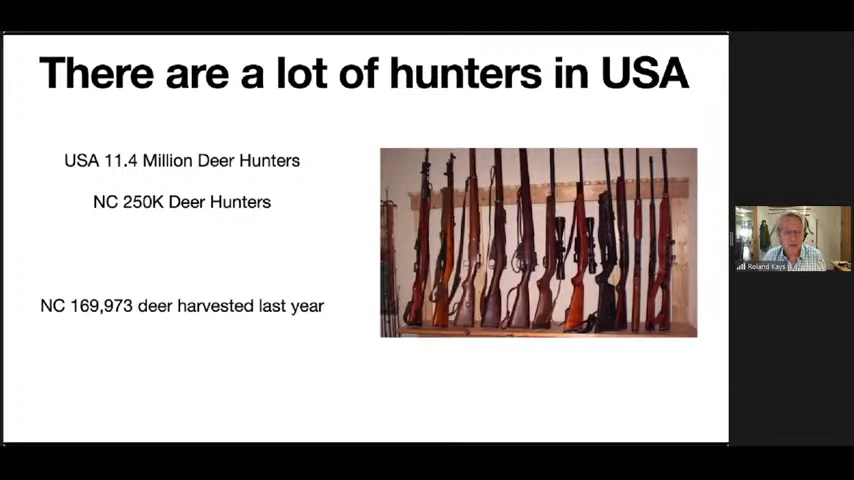 There are a lot of hunters in USA
USA 11.4 Million Deer Hunters
NC 250K Deer Hunters
NC 169,973 deer harvested last year
Roland Kays